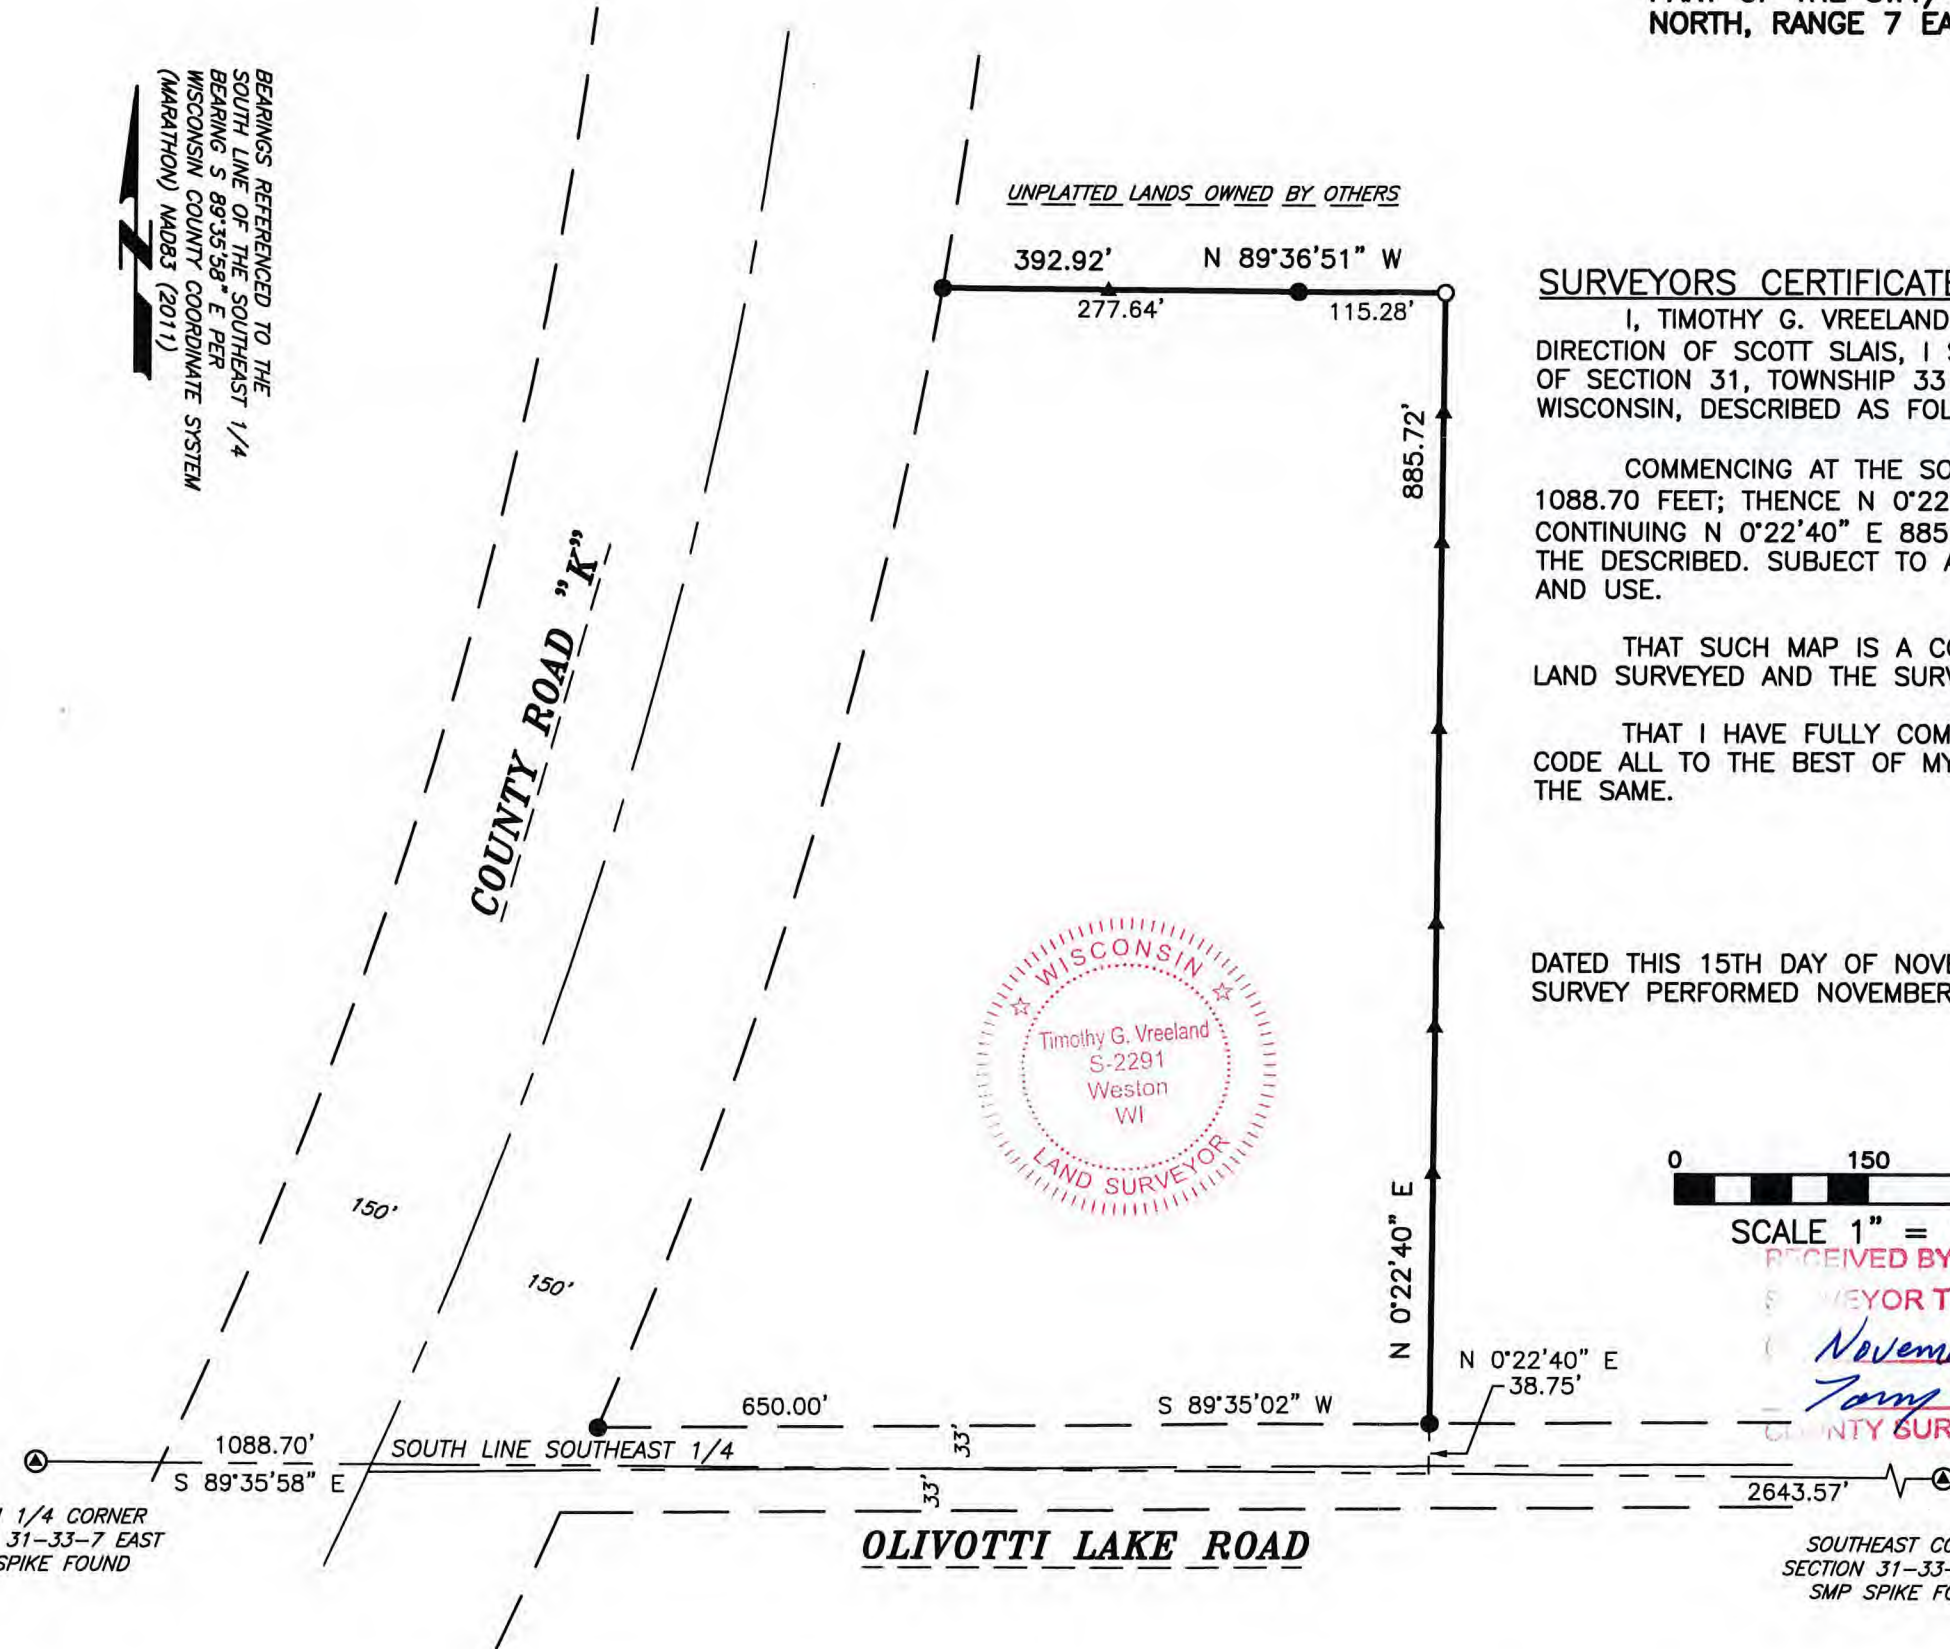 NORTH, RANGE 7 EA
BEARINGS REFERENCED TO THE
SOUTH LINE OF THE SOUTHEAST 1/4
BEARING S 89°35'58" E PER
WISCONSIN COUNTY COORDINATE SYSTEM
(MARATHON) NAD83 (2011)
N
UNPLATTED LANDS OWNED BY OTHERS
392.92' N 89°36'51" W
277.64' 115.28'
885.72'
N 0°22'40" E
COUNTY ROAD "K"
SURVEYORS CERTIFICATE
I, TIMOTHY G. VREELAND
DIRECTION OF SCOTT SLAIS, I S
OF SECTION 31, TOWNSHIP 33
WISCONSIN, DESCRIBED AS FOL
COMMENCING AT THE SO
1088.70 FEET; THENCE N 0°22
CONTINUING N 0°22'40" E 885
THE DESCRIBED. SUBJECT TO A
AND USE.
THAT SUCH MAP IS A CO
LAND SURVEYED AND THE SURV
THAT I HAVE FULLY COM
CODE ALL TO THE BEST OF MY
THE SAME.
DATED THIS 15TH DAY OF NOVE
SURVEY PERFORMED NOVEMBER
WISCONSIN
Timothy G. Vreeland
S-2291
Weston
WI
LAND SURVEYOR
0 150
SCALE 1" =
RECEIVED BY
EYOR T
Novem
Tony
COUNTY SUR
150'
150'
N 0°22'40" E
38.75'
650.00' S 89°35'02" W
1088.70'
SOUTH LINE SOUTHEAST 1/4
33'
S 89°35'58" E
33'
2643.57'
1/4 CORNER
31-33-7 EAST
SPIKE FOUND
OLIVOTTI LAKE ROAD
SOUTHEAST CO
SECTION 31-33-
SMP SPIKE FO